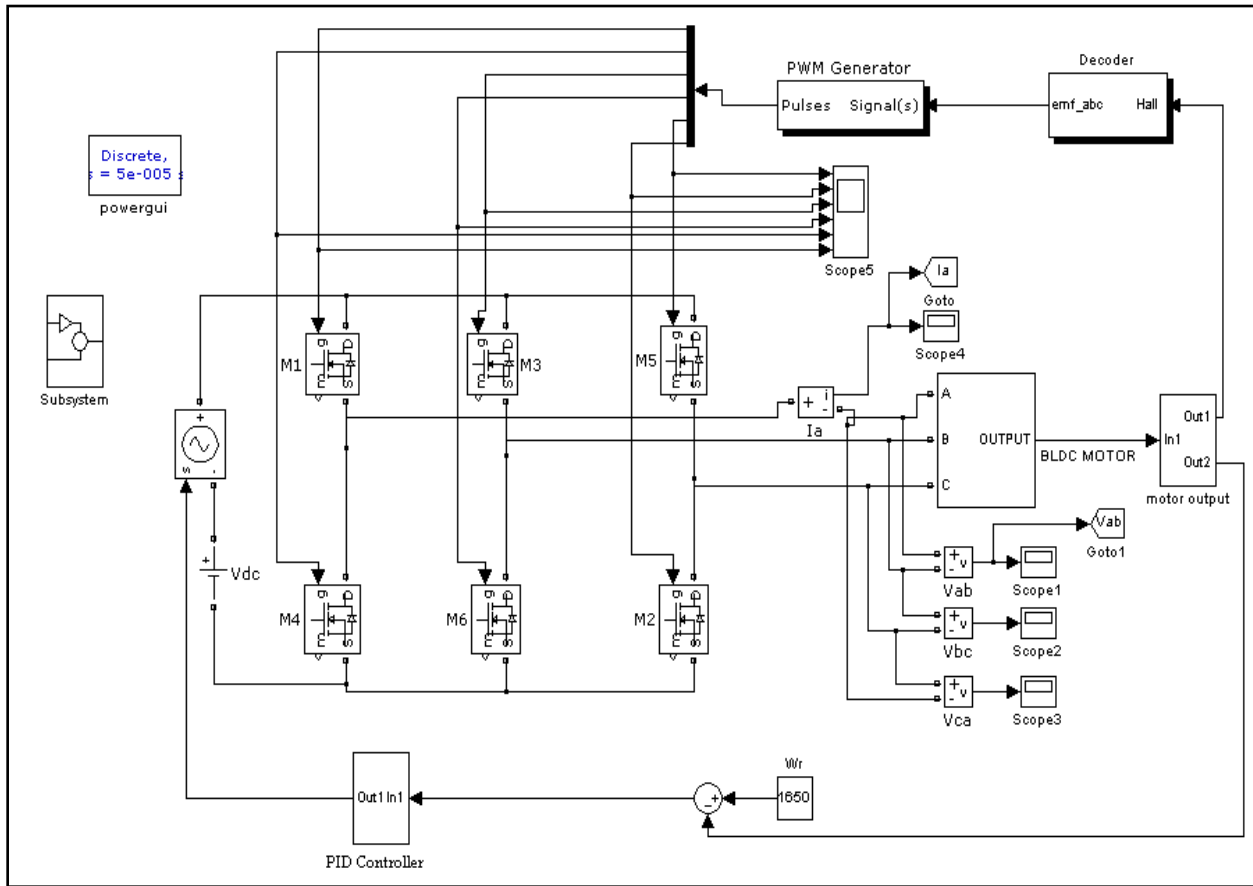 PWM Generator
Pulses Signal(s)
Decoder
emf_abc Hall
Discrete,
s = 5e-005 s
powergui
Scope5
Ia
Goto
Scope4
Subsystem
g D
m S
M1
g D
m S
M3
g D
m S
M5
+
s -
+ i
-
Ia
A
B
C
OUTPUT
BLDC MOTOR
In1
Out1
Out2
motor output
Vab
Goto1
+
Vdc
g D
m S
M4
g D
m S
M6
g D
m S
M2
+
- v
Vab
Scope1
+
- v
Vbc
Scope2
+
- v
Vca
Scope3
Out1 In1
PID Controller
- +
Wr
1650